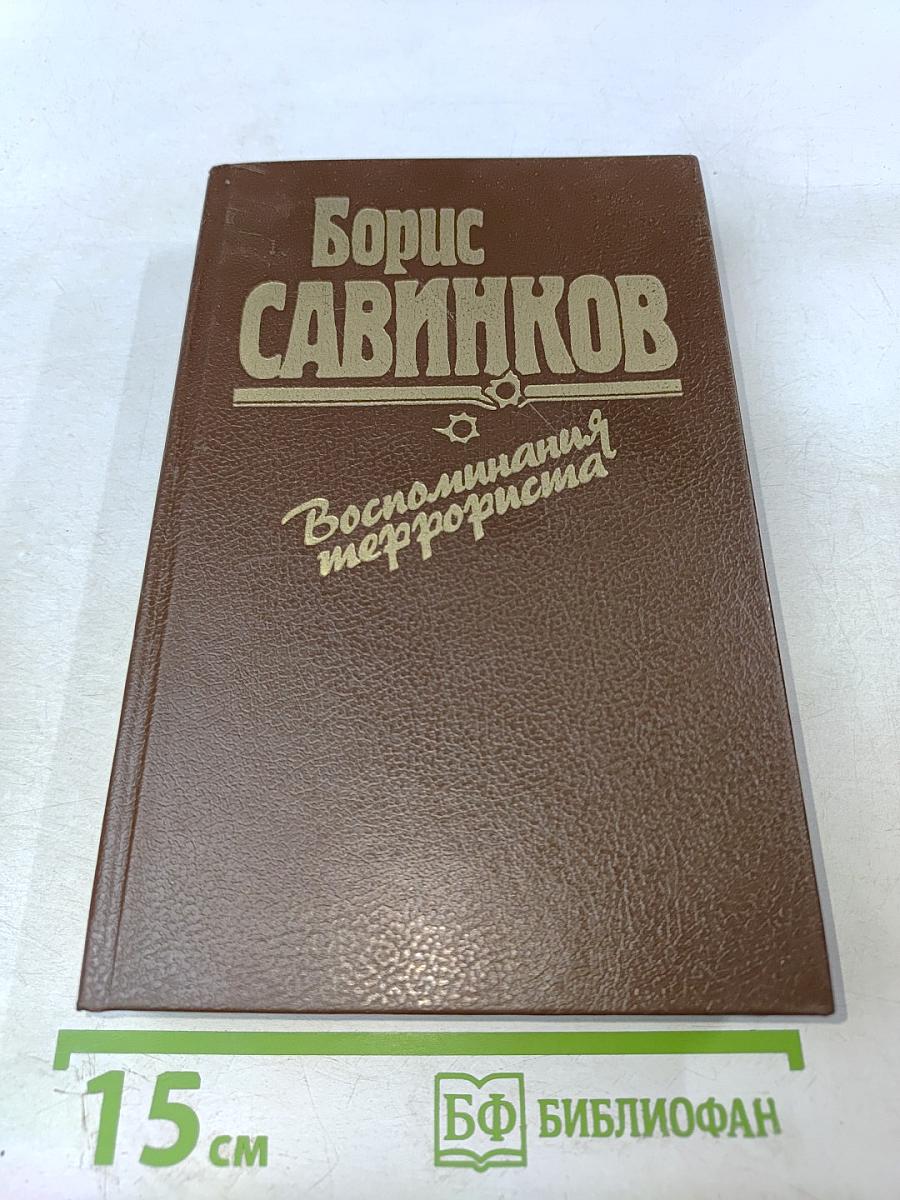 Борис
САВИНКОВ
Воспоминания
террориста
15 см
БФ БИБЛИОФАН